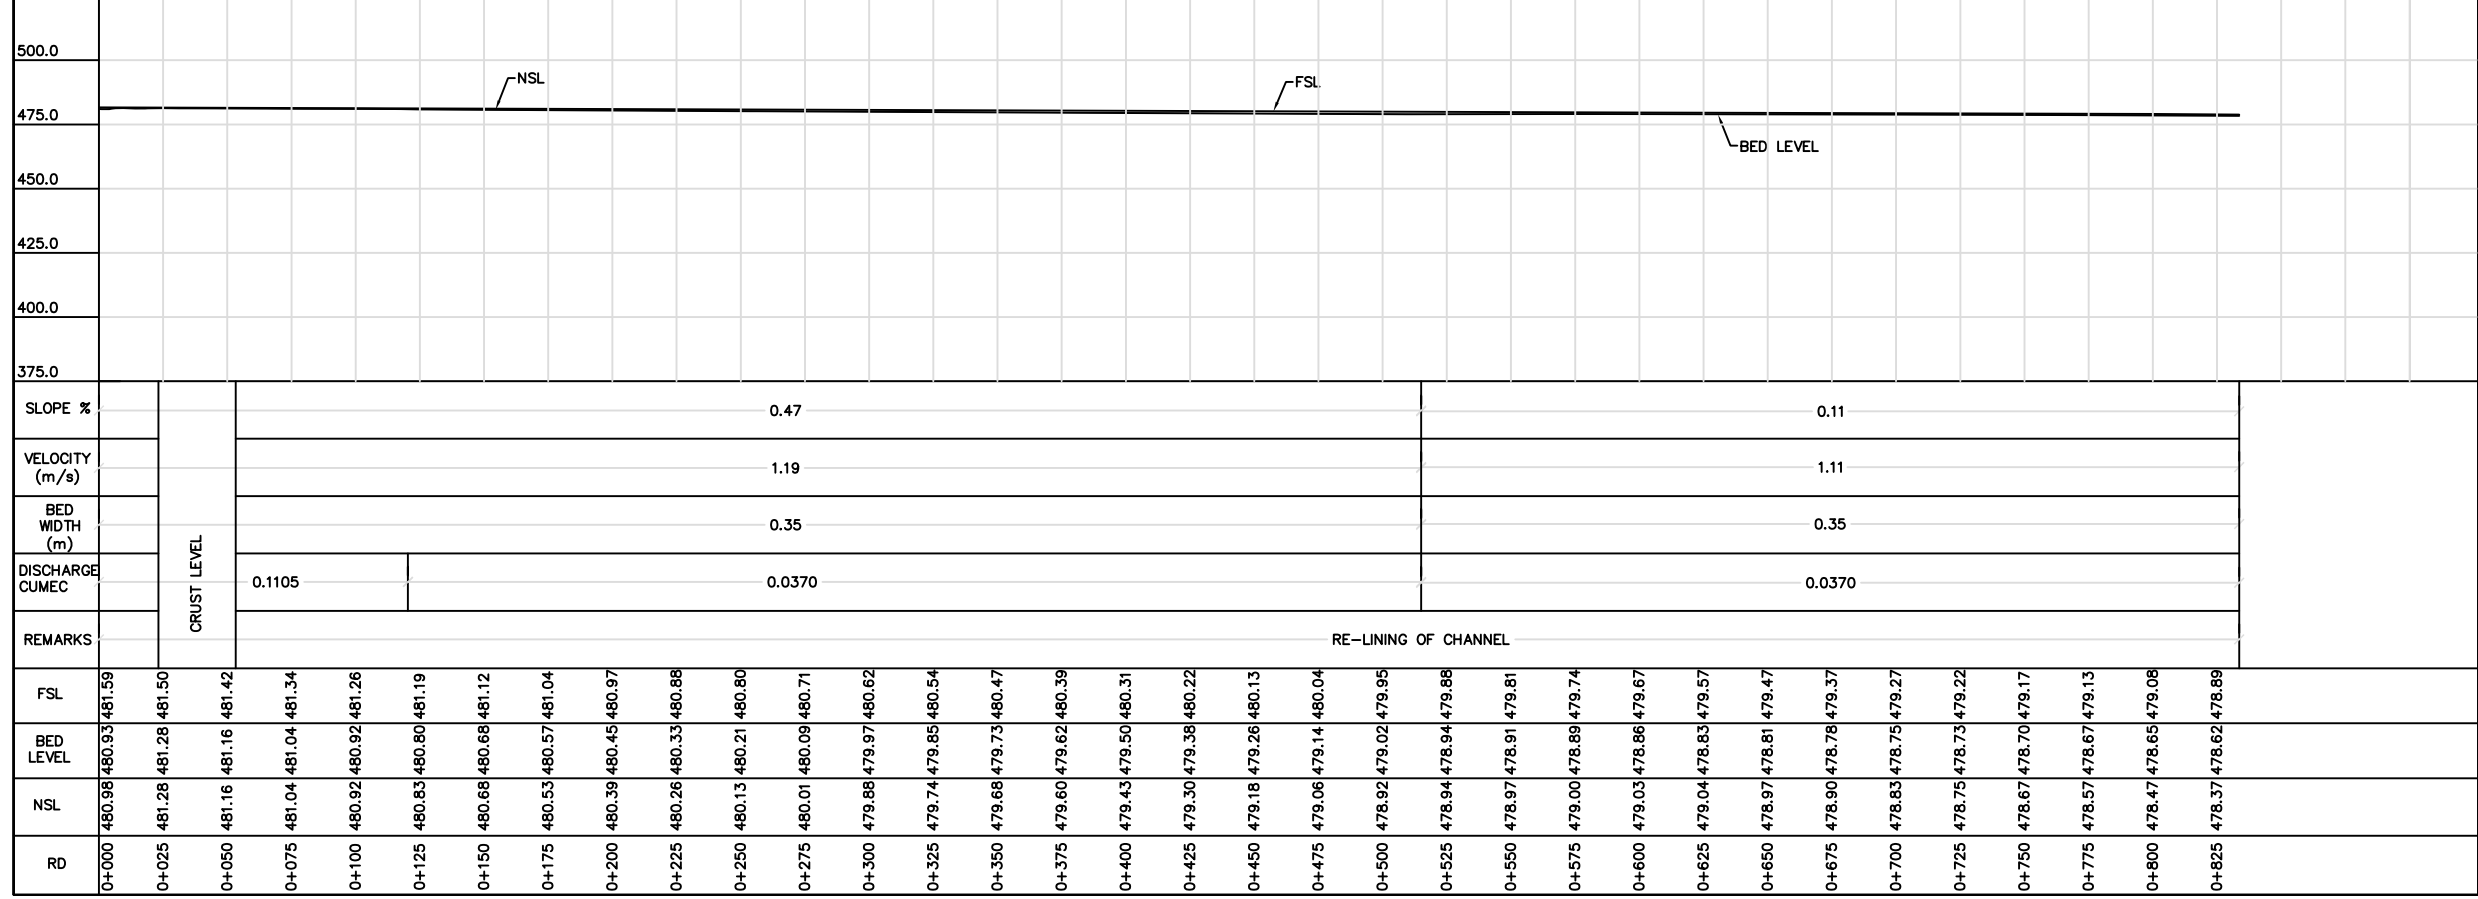 500.0
NSL
FSL
475.0
BED LEVEL
450.0
425.0
400.0
375.0
SLOPE % 0.47 0.11
VELOCITY
(m/s) 1.19 1.11
BED
WIDTH
(m) 0.35 0.35
CRUST LEVEL
DISCHARGE
CUMEC 0.1105 0.0370 0.0370
REMARKS RE-LINING OF CHANNEL
FSL 481.59 481.50 481.42 481.34 481.26 481.19 481.12 481.04 480.97 480.88 480.80 480.71 480.62 480.54 480.47 480.39 480.31 480.22 480.13 480.04 479.95 479.88 479.81 479.74 479.67 479.57 479.47 479.37 479.27 479.22 479.17 479.13 479.08 478.89
BED
LEVEL 480.93 481.28 481.16 481.04 480.92 480.80 480.68 480.57 480.45 480.33 480.21 480.09 479.97 479.85 479.73 479.62 479.50 479.38 479.26 479.14 479.02 478.94 478.91 478.89 478.86 478.83 478.81 478.78 478.75 478.73 478.70 478.67 478.65 478.62
NSL 480.98 481.28 481.16 481.04 480.92 480.83 480.68 480.53 480.39 480.26 480.13 480.01 479.88 479.74 479.68 479.60 479.43 479.30 479.18 479.06 478.92 478.94 478.97 479.00 479.03 479.04 478.97 478.90 478.83 478.75 478.67 478.57 478.47 478.37
RD 0+000 0+025 0+050 0+075 0+100 0+125 0+150 0+175 0+200 0+225 0+250 0+275 0+300 0+325 0+350 0+375 0+400 0+425 0+450 0+475 0+500 0+525 0+550 0+575 0+600 0+625 0+650 0+675 0+700 0+725 0+750 0+775 0+800 0+825